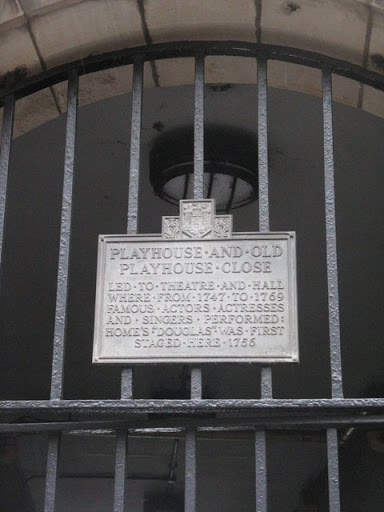 PLAYHOUSE·AND·OLD
PLAYHOUSE·CLOSE
LED·TO·THEATRE·AND·HALL
WHERE·FROM·1747·TO·1769
FAMOUS·ACTORS·ACTRESSES
AND·SINGERS·PERFORMED:
HOME'S·"DOUGLAS"·WAS·FIRST
STAGED·HERE·1756